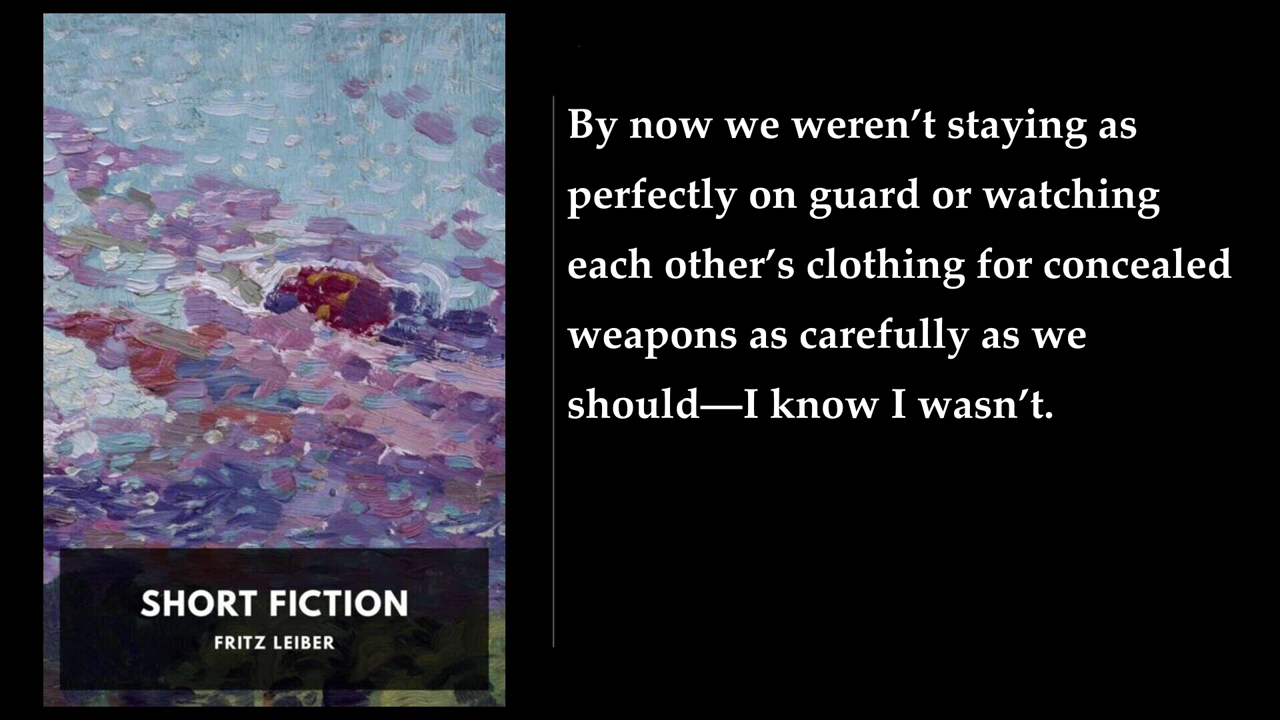 SHORT FICTION
FRITZ LEIBER
By now we weren’t staying as
perfectly on guard or watching
each other’s clothing for concealed
weapons as carefully as we
should—I know I wasn’t.